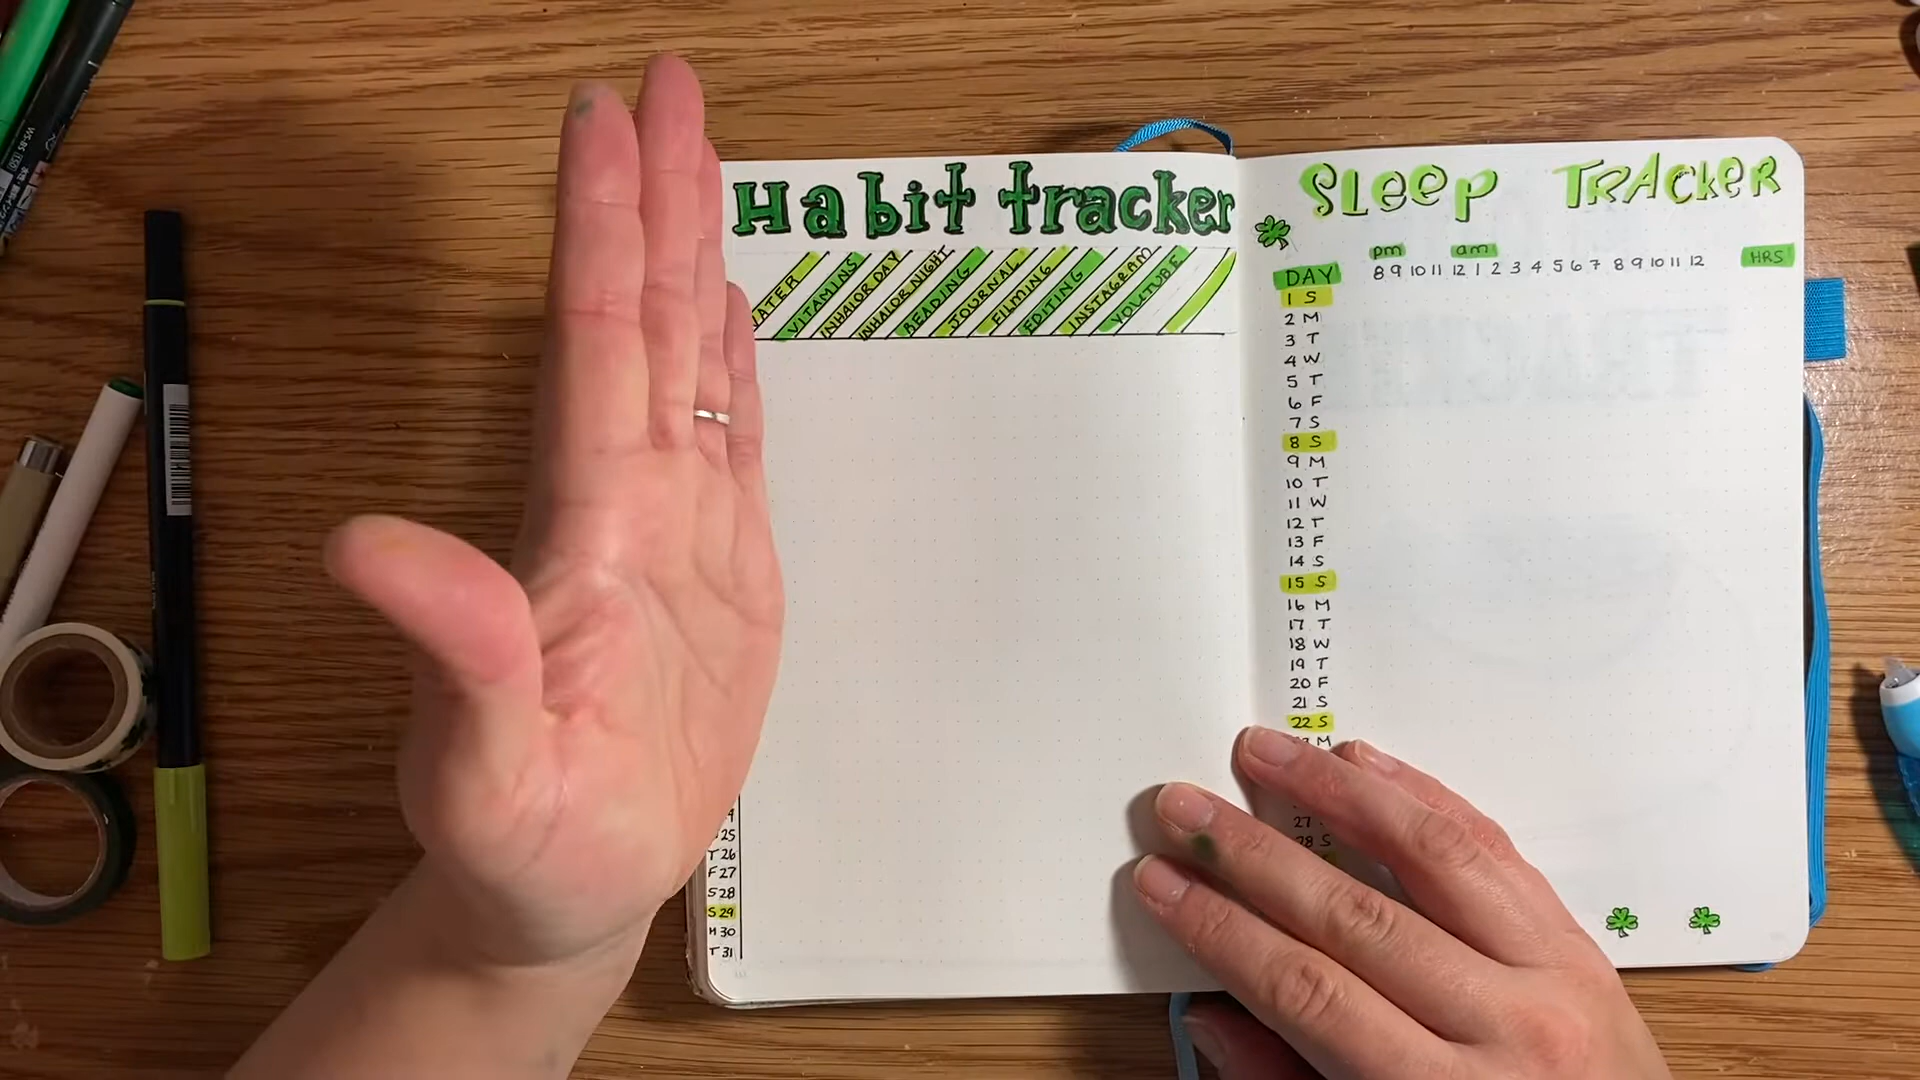 Habit tracker
VITAMINS
INHALOR DAY
INHALOR NIGHT
READING
JOURNAL
FILIMING
EDITING
INSTAGRAM
YOUTUBE
T 26
F 27
S 28
S 29
M 30
T 31
SLEEP TRACKER
pm am
8 9 10 11 12 1 2 3 4 5 6 7 8 9 10 11 12 HRS
DAY
1 S
2 M
3 T
4 W
5 T
6 F
7 S
8 S
9 M
10 T
11 W
12 T
13 F
14 S
15 S
16 M
17 T
18 W
19 T
20 F
21 S
22 S
M
27
28 S